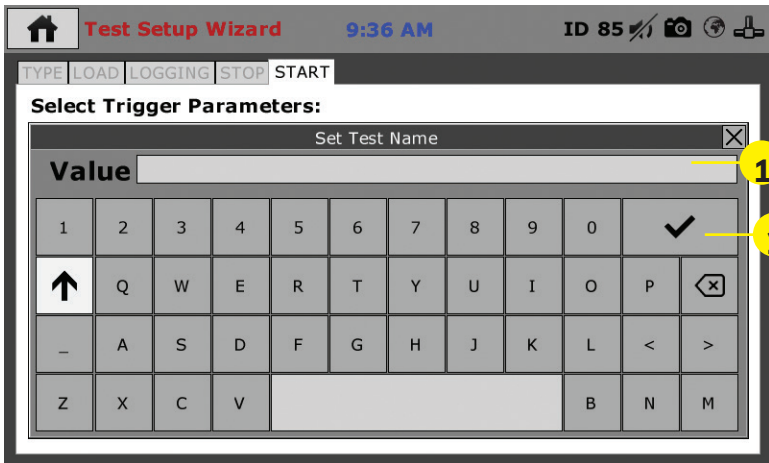 Test Setup Wizard 9:36 AM ID 85
TYPE LOAD LOGGING STOP START
Select Trigger Parameters:
Set Test Name
Value
1
1 2 3 4 5 6 7 8 9 0
Q W E R T Y U I O P
_ A S D F G H J K L < >
Z X C V B N M